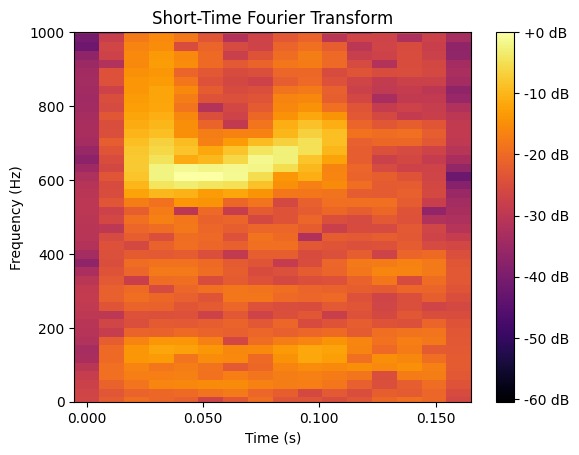 Short-Time Fourier Transform
1000
800
600
400
200
0
Frequency (Hz)
0.000
0.050
0.100
0.150
Time (s)
+0 dB
-10 dB
-20 dB
-30 dB
-40 dB
-50 dB
-60 dB